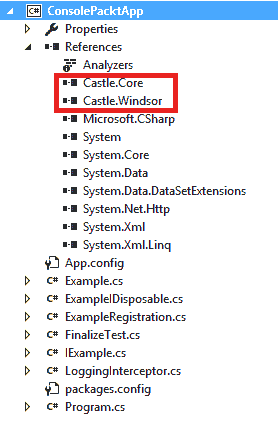 C# ConsolePacktApp
Properties
References
Analyzers
Castle.Core
Castle.Windsor
Microsoft.CSharp
System
System.Core
System.Data
System.Data.DataSetExtensions
System.Net.Http
System.Xml
System.Xml.Linq
App.config
C# Example.cs
C# ExampleIDisposable.cs
C# ExampleRegistration.cs
C# FinalizeTest.cs
C# IExample.cs
C# LoggingInterceptor.cs
packages.config
C# Program.cs